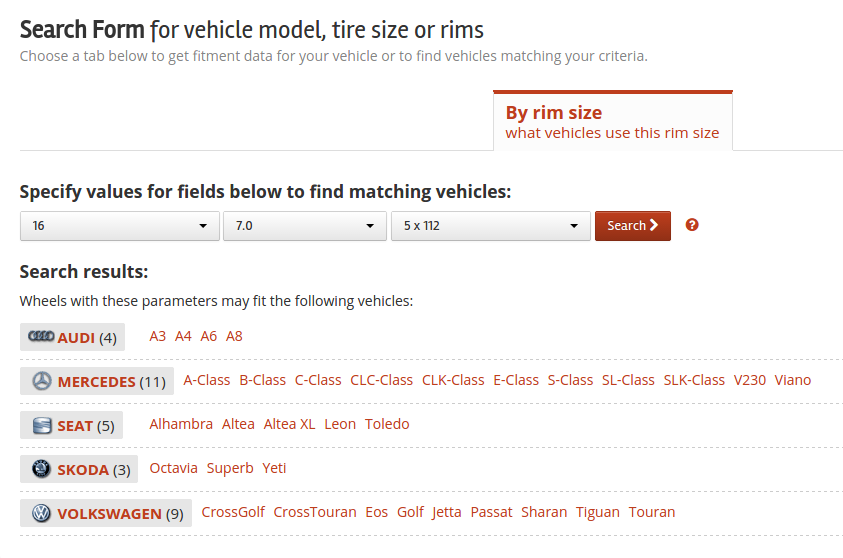 Search Form for vehicle model, tire size or rims
Choose a tab below to get fitment data for your vehicle or to find vehicles matching your criteria.
By rim size
what vehicles use this rim size
Specify values for fields below to find matching vehicles:
16 7.0 5 x 112 Search ?
Search results:
Wheels with these parameters may fit the following vehicles:
AUDI (4) A3 A4 A6 A8
MERCEDES (11) A-Class B-Class C-Class CLC-Class CLK-Class E-Class S-Class SL-Class SLK-Class V230 Viano
SEAT (5) Alhambra Altea Altea XL Leon Toledo
SKODA (3) Octavia Superb Yeti
VOLKSWAGEN (9) CrossGolf CrossTouran Eos Golf Jetta Passat Sharan Tiguan Touran